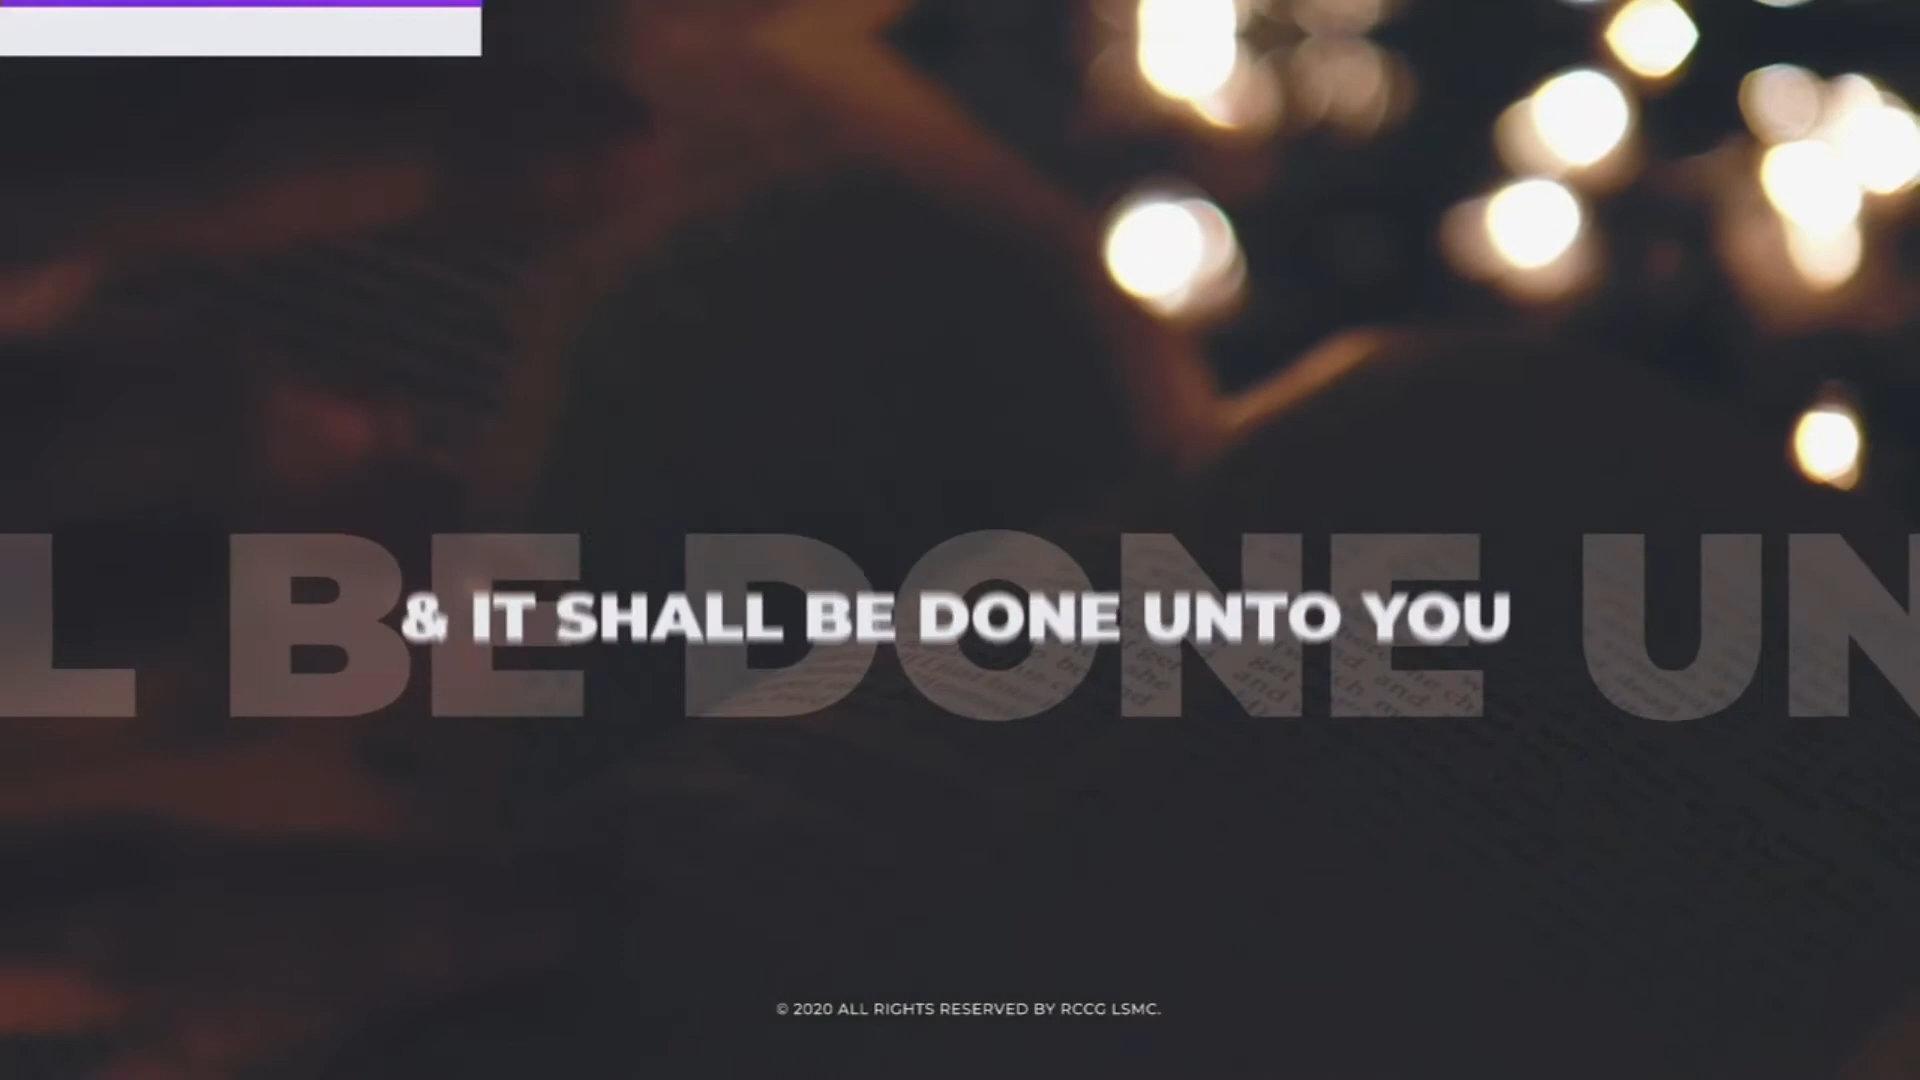 L BE DONE UN
& IT SHALL BE DONE UNTO YOU
© 2020 ALL RIGHTS RESERVED BY RCCG LSMC.